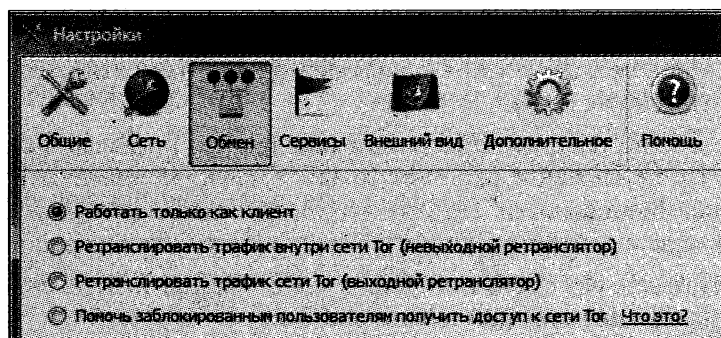 Настройки
Общие Сеть Обмен Сервисы Внешний вид Дополнительное Помощь
Работать только как клиент
Ретранслировать трафик внутри сети Tor (невыходной ретранслятор)
Ретранслировать трафик сети Tor (выходной ретранслятор)
Помочь заблокированным пользователям получить доступ к сети Tor Что это?